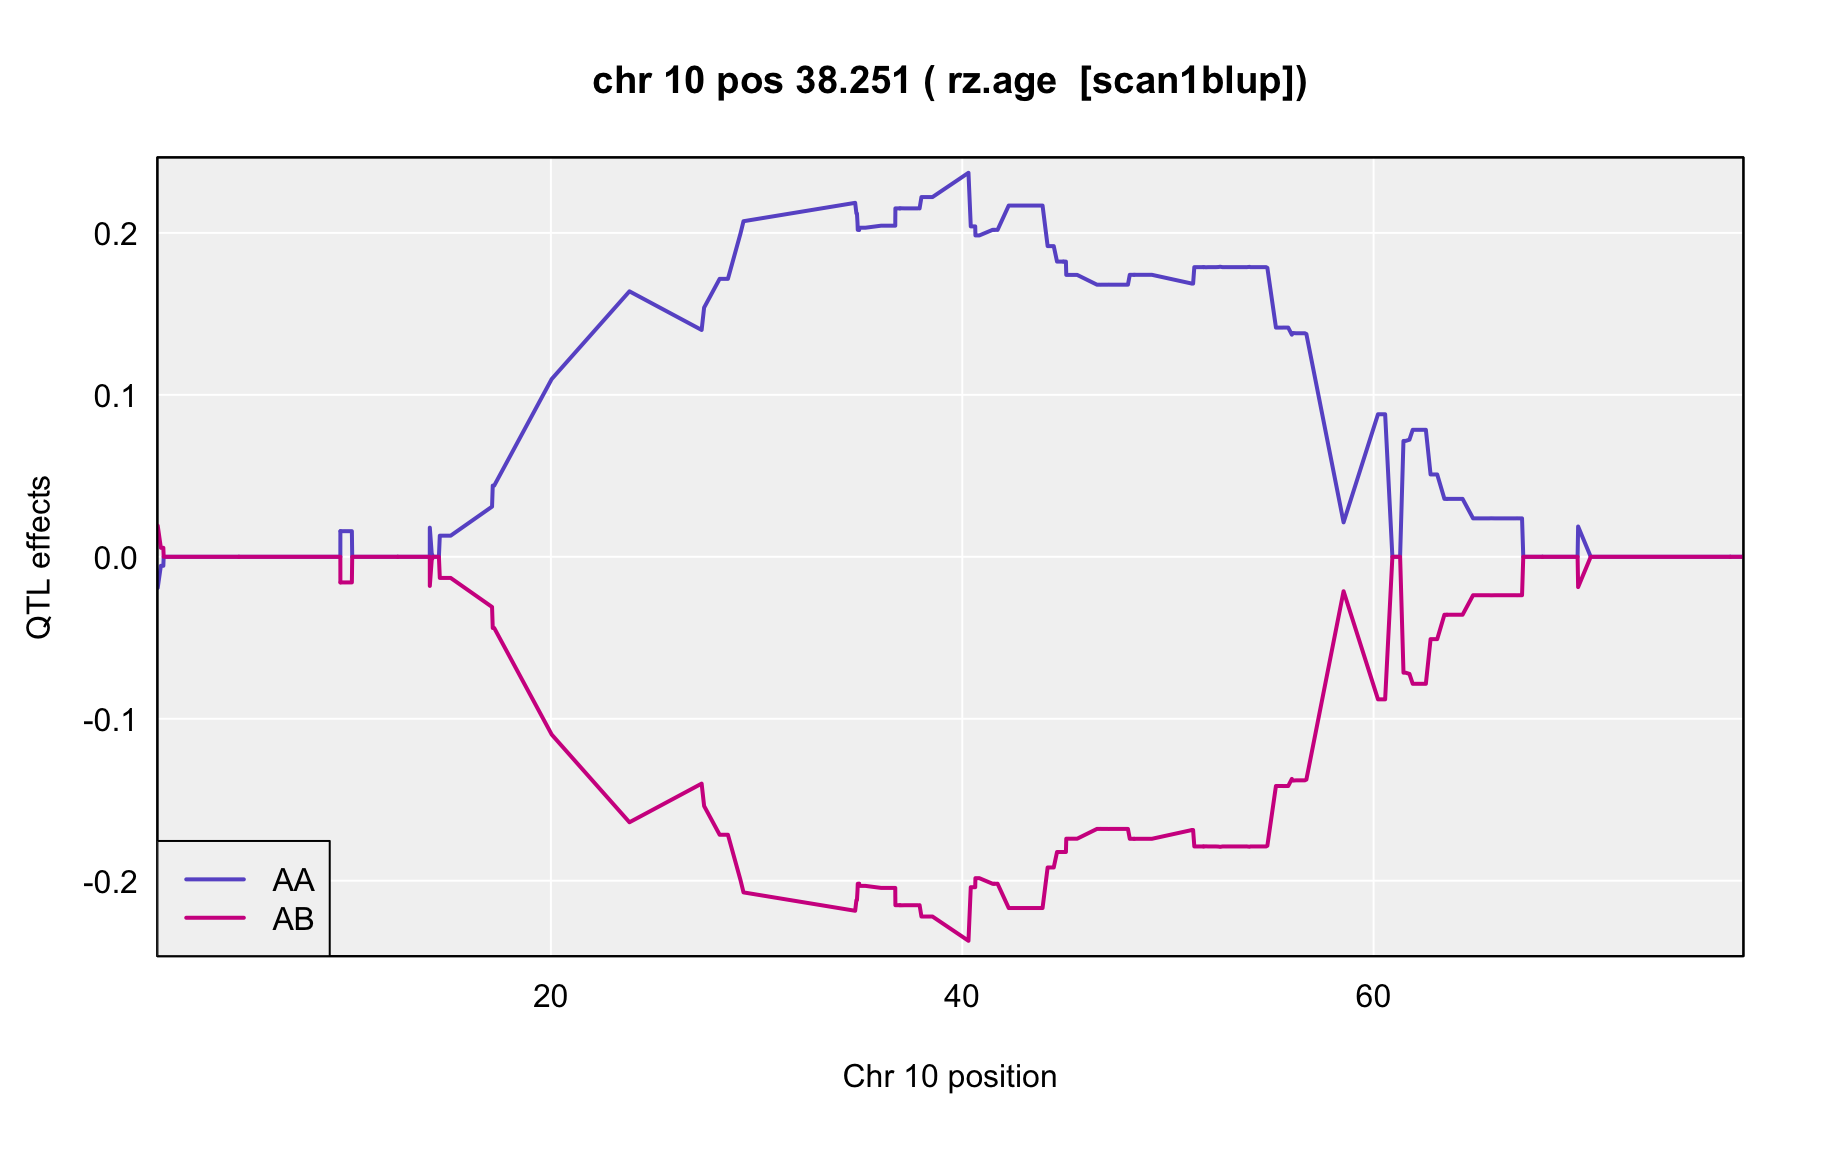 chr 10 pos 38.251 ( rz.age  [scan1blup])
QTL effects
0.2
0.1
0.0
-0.1
-0.2
AA
AB
20 40 60
Chr 10 position